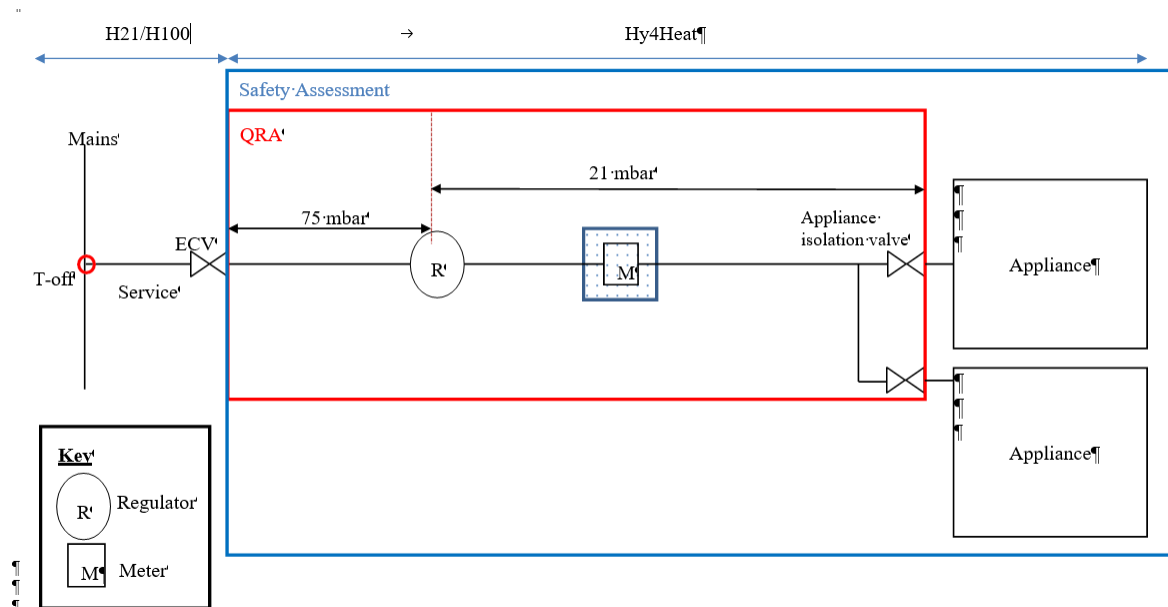 H21/H100
→
Hy4Heat¶
Safety·Assessment
QRA
Mains
21·mbar
75·mbar
Appliance·
isolation·valve
ECV
T-off
Service
R
M
¶
¶
¶
Appliance¶
¶
¶
¶
Appliance¶
Key
R
Regulator
M¶
Meter
¶
¶
¶